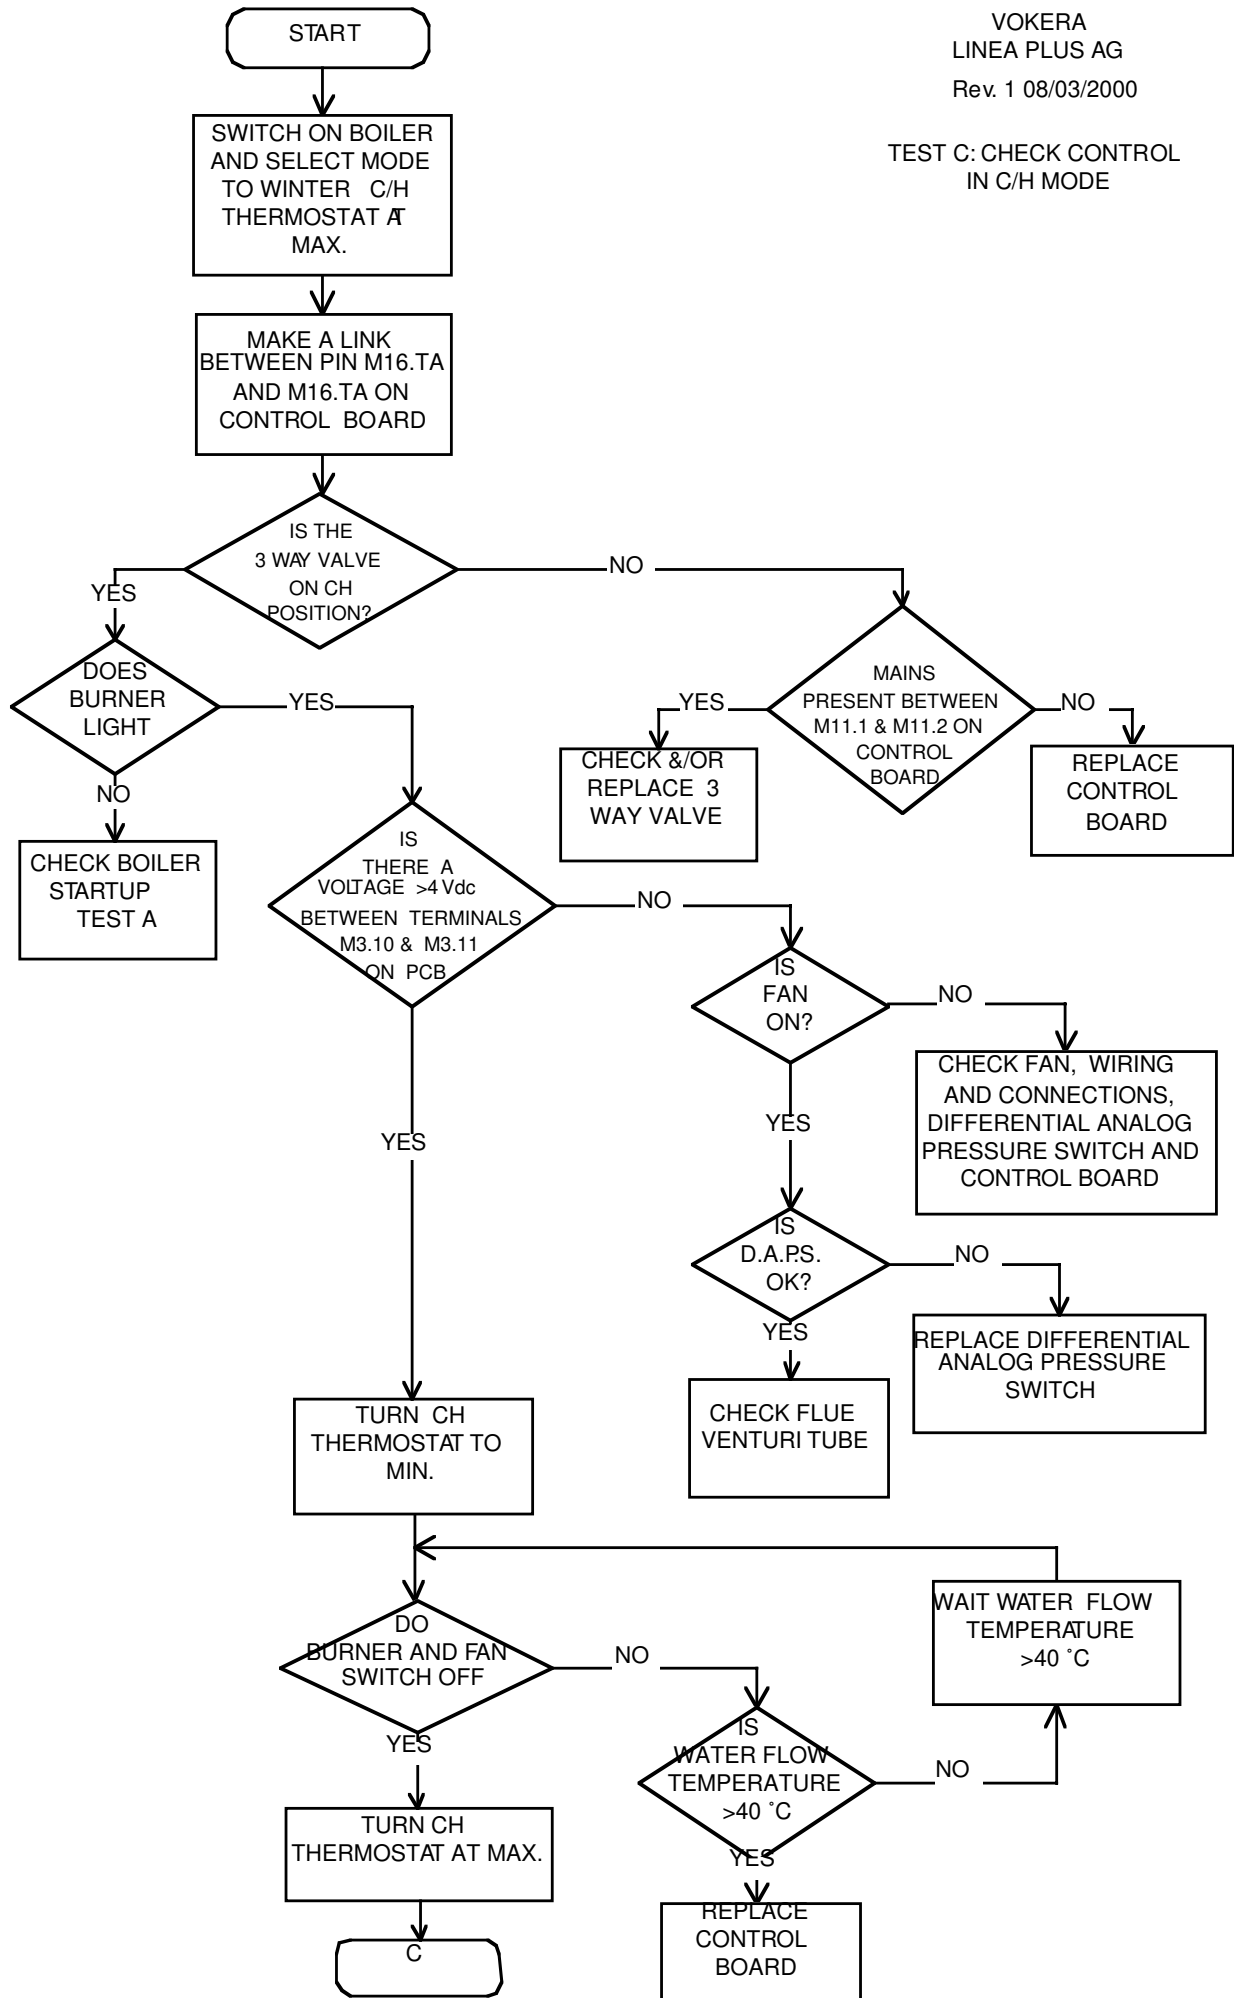 START
VOKERA
LINEA PLUS AG
Rev. 1 08/03/2000
TEST C: CHECK CONTROL
IN C/H MODE
SWITCH ON BOILER
AND SELECT MODE
TO WINTER C/H
THERMOSTAT AT
MAX.
MAKE A LINK
BETWEEN PIN M16.TA
AND M16.TA ON
CONTROL BOARD
IS THE
3 WAY VALVE
ON CH
POSITION?
NO
YES
DOES
BURNER
LIGHT
YES
NO
CHECK BOILER
STARTUP
TEST A
MAINS
PRESENT BETWEEN
M11.1 & M11.2 ON
CONTROL
BOARD
YES
NO
CHECK &/OR
REPLACE 3
WAY VALVE
REPLACE
CONTROL
BOARD
IS
THERE A
VOLTAGE >4 Vdc
BETWEEN TERMINALS
M3.10 & M3.11
ON PCB
NO
YES
IS
FAN
ON?
NO
YES
CHECK FAN, WIRING
AND CONNECTIONS,
DIFFERENTIAL ANALOG
PRESSURE SWITCH AND
CONTROL BOARD
IS
D.A.P.S.
OK?
NO
YES
REPLACE DIFFERENTIAL
ANALOG PRESSURE
SWITCH
CHECK FLUE
VENTURI TUBE
TURN CH
THERMOSTAT TO
MIN.
DO
BURNER AND FAN
SWITCH OFF
NO
YES
WAIT WATER FLOW
TEMPERATURE
>40 °C
IS
WATER FLOW
TEMPERATURE
>40 °C
NO
YES
TURN CH
THERMOSTAT AT MAX.
C
REPLACE
CONTROL
BOARD